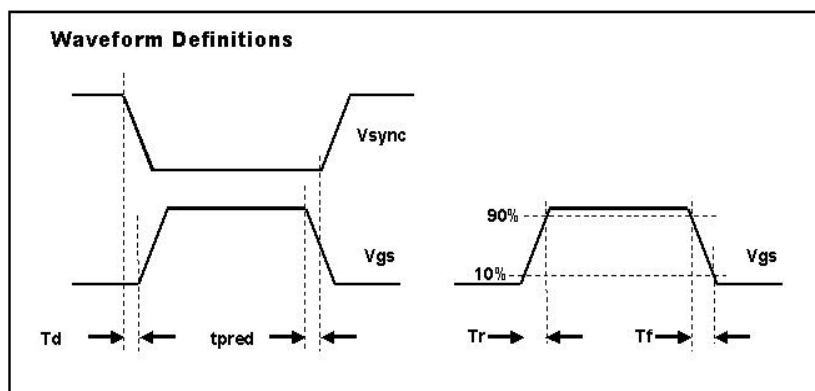 Waveform Definitions
Vsync
90%
Vgs
10%
Vgs
Td
tpred
Tr
Tf